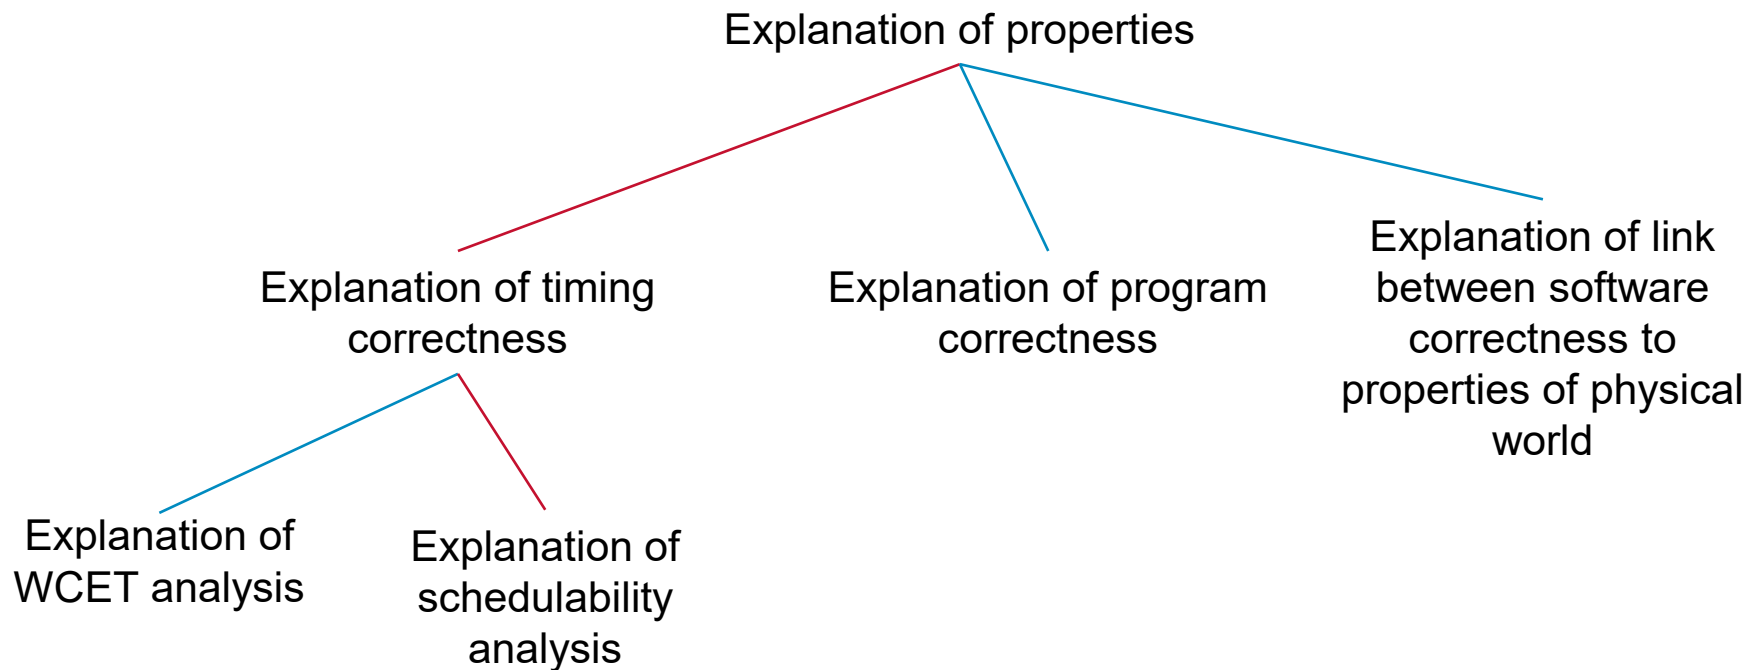 Explanation of properties
Explanation of timing
correctness
Explanation of program
correctness
Explanation of link
between software
correctness to
properties of physical
world
Explanation of
WCET analysis
Explanation of
schedulability
analysis